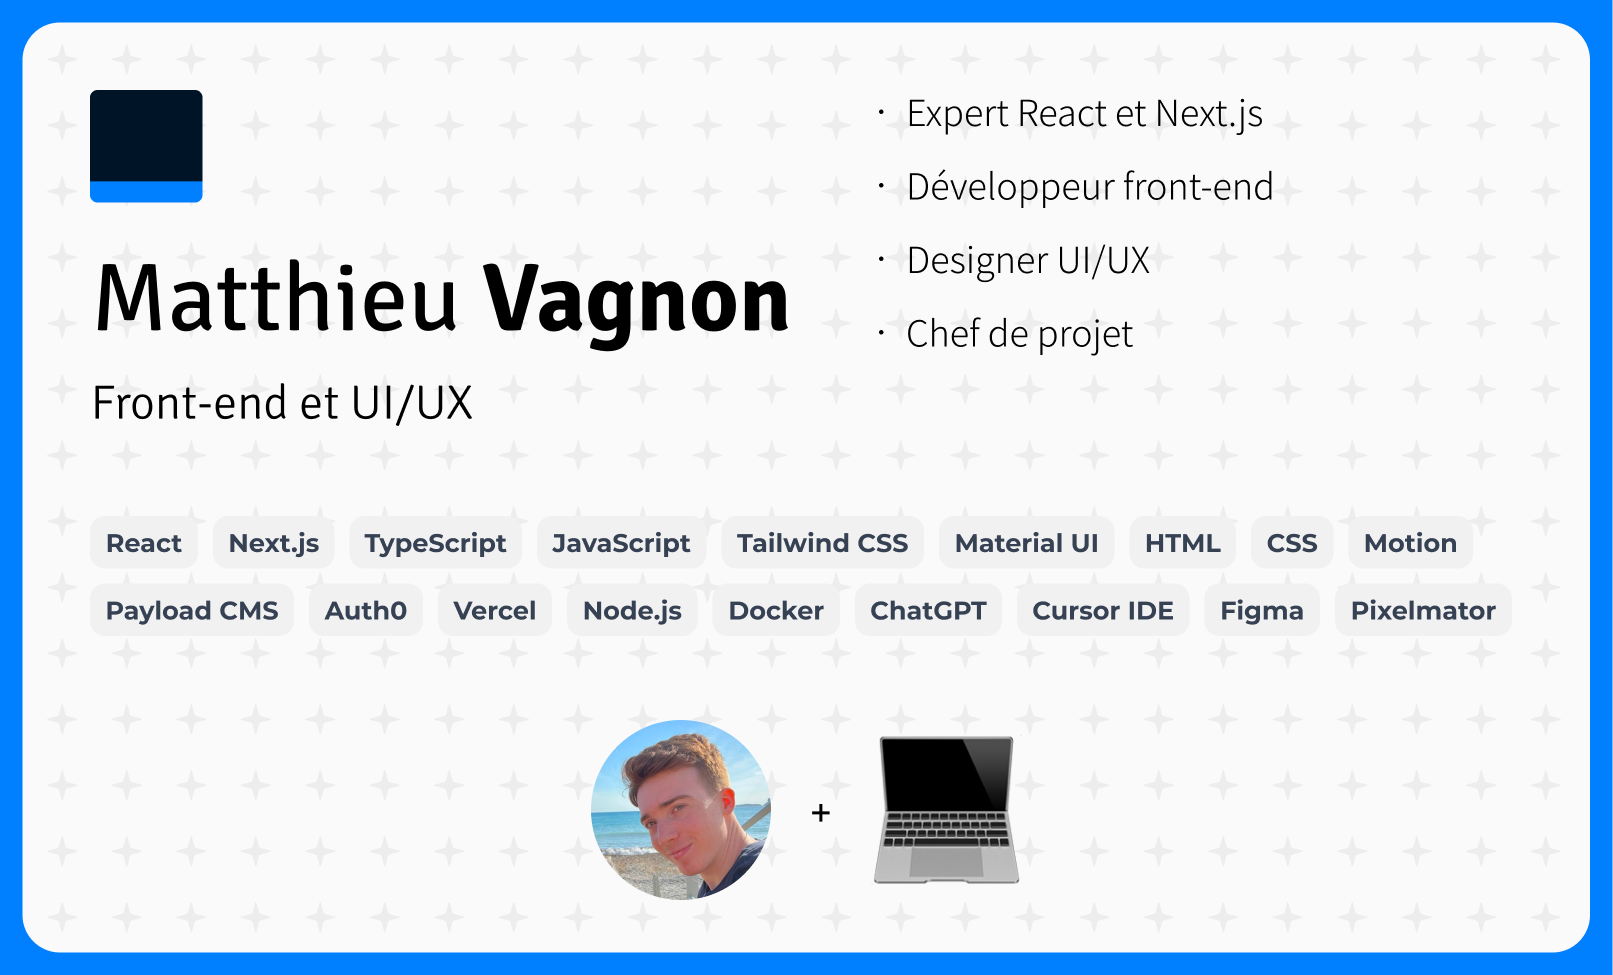 Matthieu Vagnon
Front-end et UI/UX
· Expert React et Next.js
· Développeur front-end
· Designer UI/UX
· Chef de projet
React Next.js TypeScript JavaScript Tailwind CSS Material UI HTML CSS Motion
Payload CMS Auth0 Vercel Node.js Docker ChatGPT Cursor IDE Figma Pixelmator
+